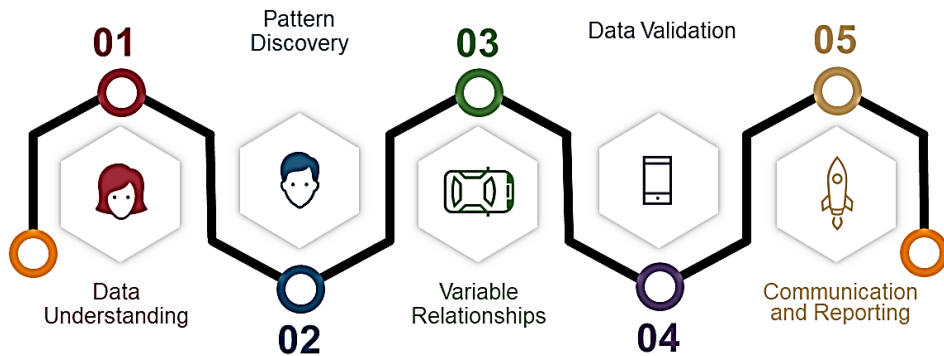 01
Data
Understanding
Pattern
Discovery
02
03
Variable
Relationships
Data Validation
04
05
Communication
and Reporting